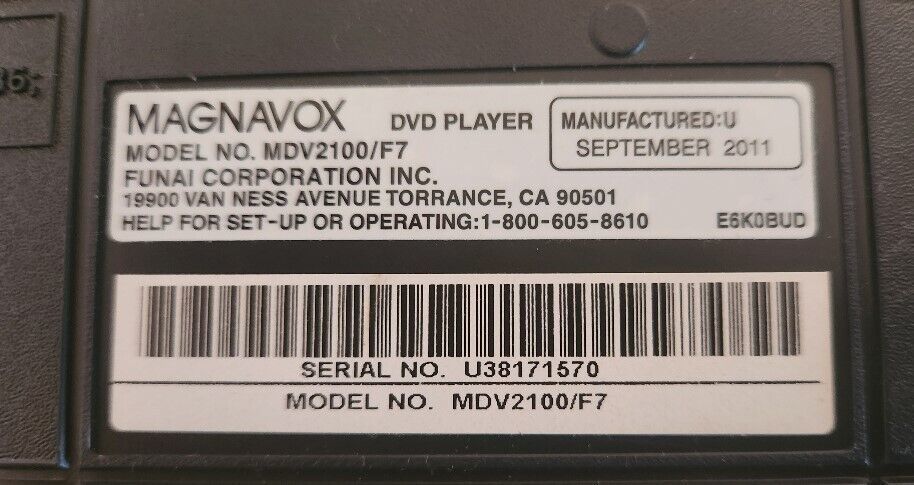 MAGNAVOX DVD PLAYER MANUFACTURED:U
MODEL NO. MDV2100/F7 SEPTEMBER 2011
FUNAI CORPORATION INC.
19900 VAN NESS AVENUE TORRANCE, CA 90501
HELP FOR SET-UP OR OPERATING:1-800-605-8610 E6K0BUD
SERIAL NO. U38171570
MODEL NO. MDV2100/F7